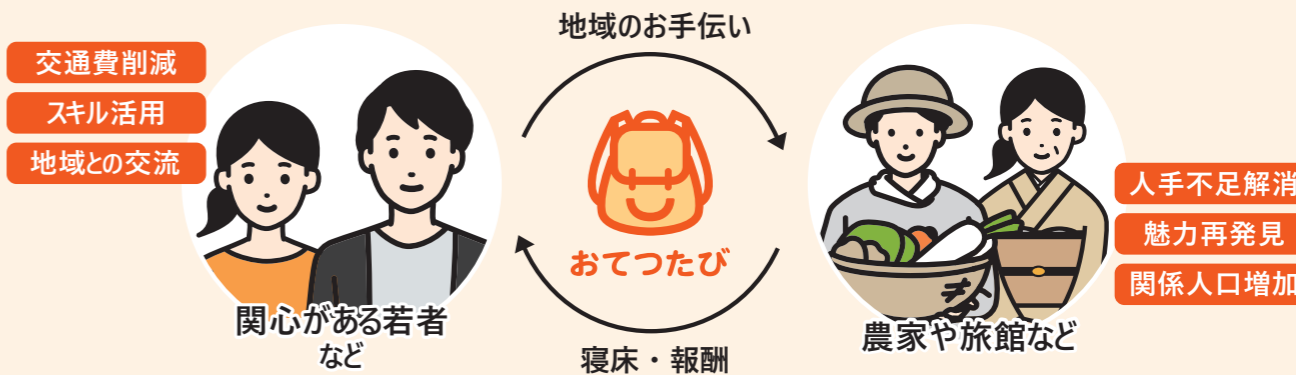 地域のお手伝い
交通費削減
スキル活用
地域との交流
おてつたび
人手不足解消
魅力再発見
関係人口増加
関心がある若者
など
農家や旅館など
寝床・報酬